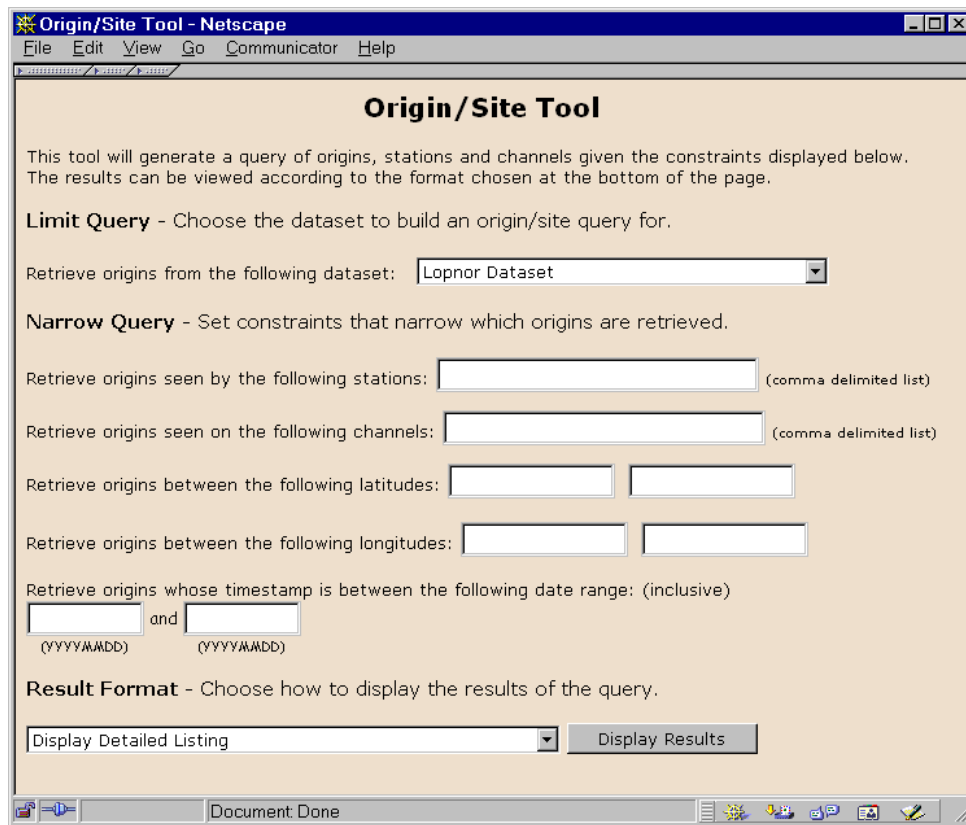 Origin/Site Tool - Netscape
File Edit View Go Communicator Help
Origin/Site Tool
This tool will generate a query of origins, stations and channels given the constraints displayed below.
The results can be viewed according to the format chosen at the bottom of the page.
Limit Query - Choose the dataset to build an origin/site query for.
Retrieve origins from the following dataset: Lopnor Dataset
Narrow Query - Set constraints that narrow which origins are retrieved.
Retrieve origins seen by the following stations: (comma delimited list)
Retrieve origins seen on the following channels: (comma delimited list)
Retrieve origins between the following latitudes:
Retrieve origins between the following longitudes:
Retrieve origins whose timestamp is between the following date range: (inclusive)
and
(YYYYMMDD) (YYYYMMDD)
Result Format - Choose how to display the results of the query.
Display Detailed Listing Display Results
Document: Done